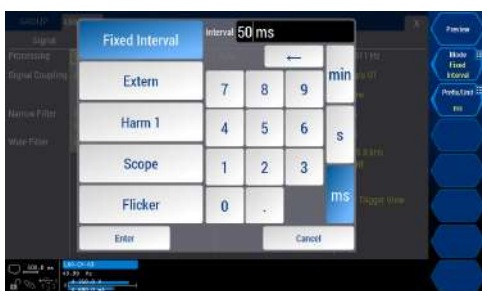 GROUP
Signal
Processing
Signal Coupling
Narrow Filter
Wide Filter
Fixed Interval
Extern
Harm 1
Scope
Flicker
Enter
Interval 50 ms
←
7 8 9
4 5 6
1 2 3
0 .
min
s
ms
Cancel
X
Trigger View
Preview
Mode
Fixed
Interval
Prefix/Unit
ms